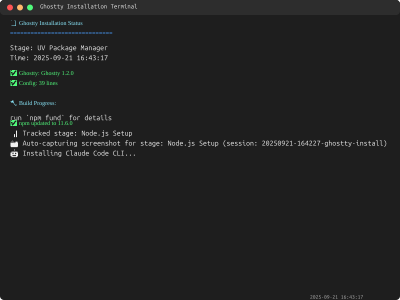 Ghostty Installation Terminal
Ghostty Installation Status
==============================
Stage: UV Package Manager
Time: 2025-09-21 16:43:17
✅ Ghostty: Ghostty 1.2.0
✅ Config: 39 lines
🔨 Build Progress:
run `npm fund` for details
✅ npm updated to 11.6.0
📊 Tracked stage: Node.js Setup
📸 Auto-capturing screenshot for stage: Node.js Setup (session: 20250921-164227-ghostty-install)
🤖 Installing Claude Code CLI...
2025-09-21 16:43:17